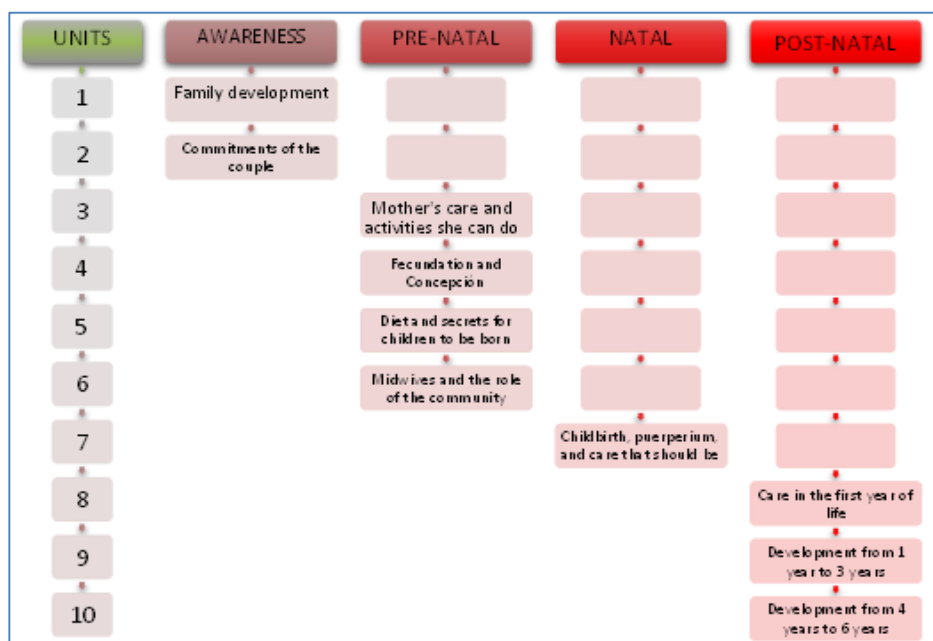 UNITS AWARENESS PRE-NATAL NATAL POST-NATAL
1 Family development
2 Commitments of the
couple
3 Mother's care and
activities she can do
4 Fecundation and
Concepción
5 Diet and secrets for
children to be born
6 Midwives and the role
of the community
7 Childbirth, puerperium,
and care that should be
8 Care in the first year of
life
9 Development from 1
year to 3 years
10 Development from 4
years to 6 years